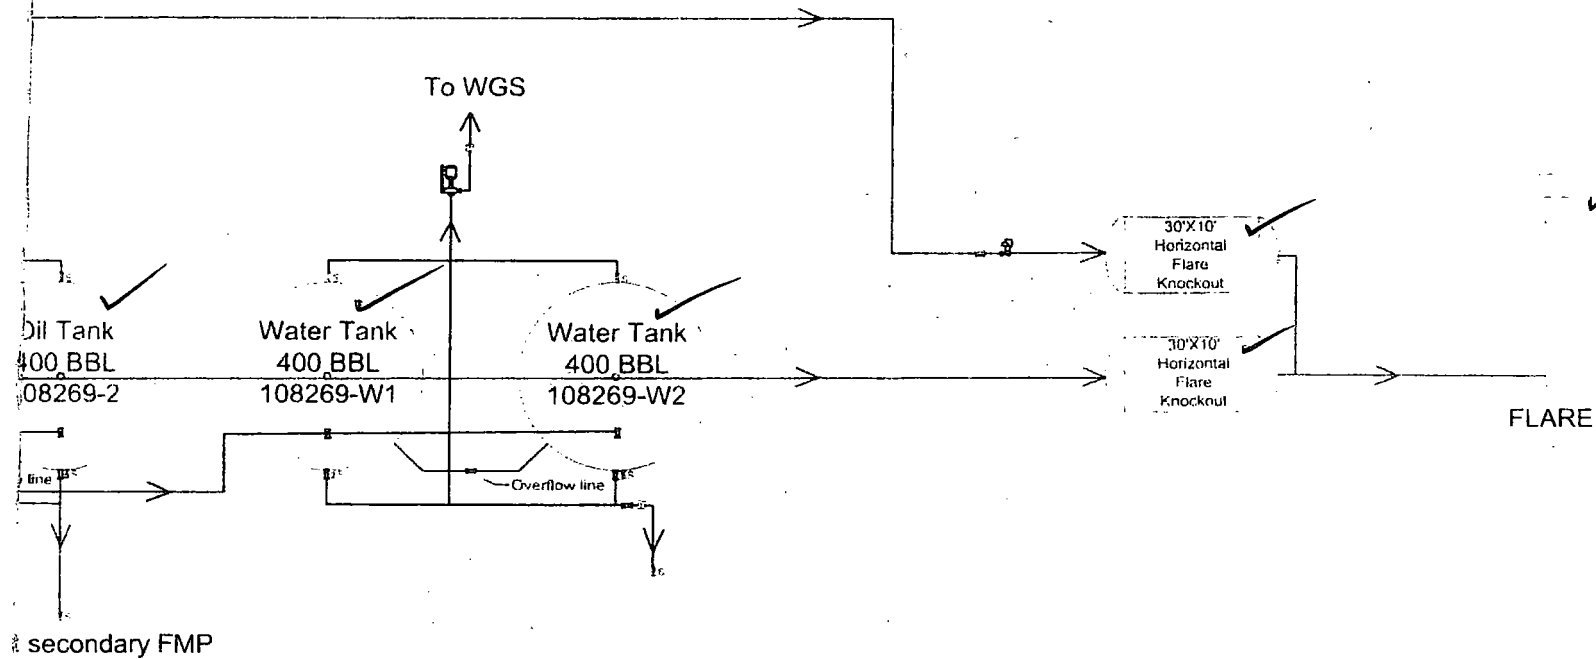 To WGS
30'X10'
Horizontal
Flare
Knockout
Oil Tank
400 BBL
108269-2
Water Tank
400 BBL
108269-W1
Water Tank
400 BBL
108269-W2
30'X10'
Horizontal
Flare
Knockout
FLARE
line
Overflow line
secondary FMP